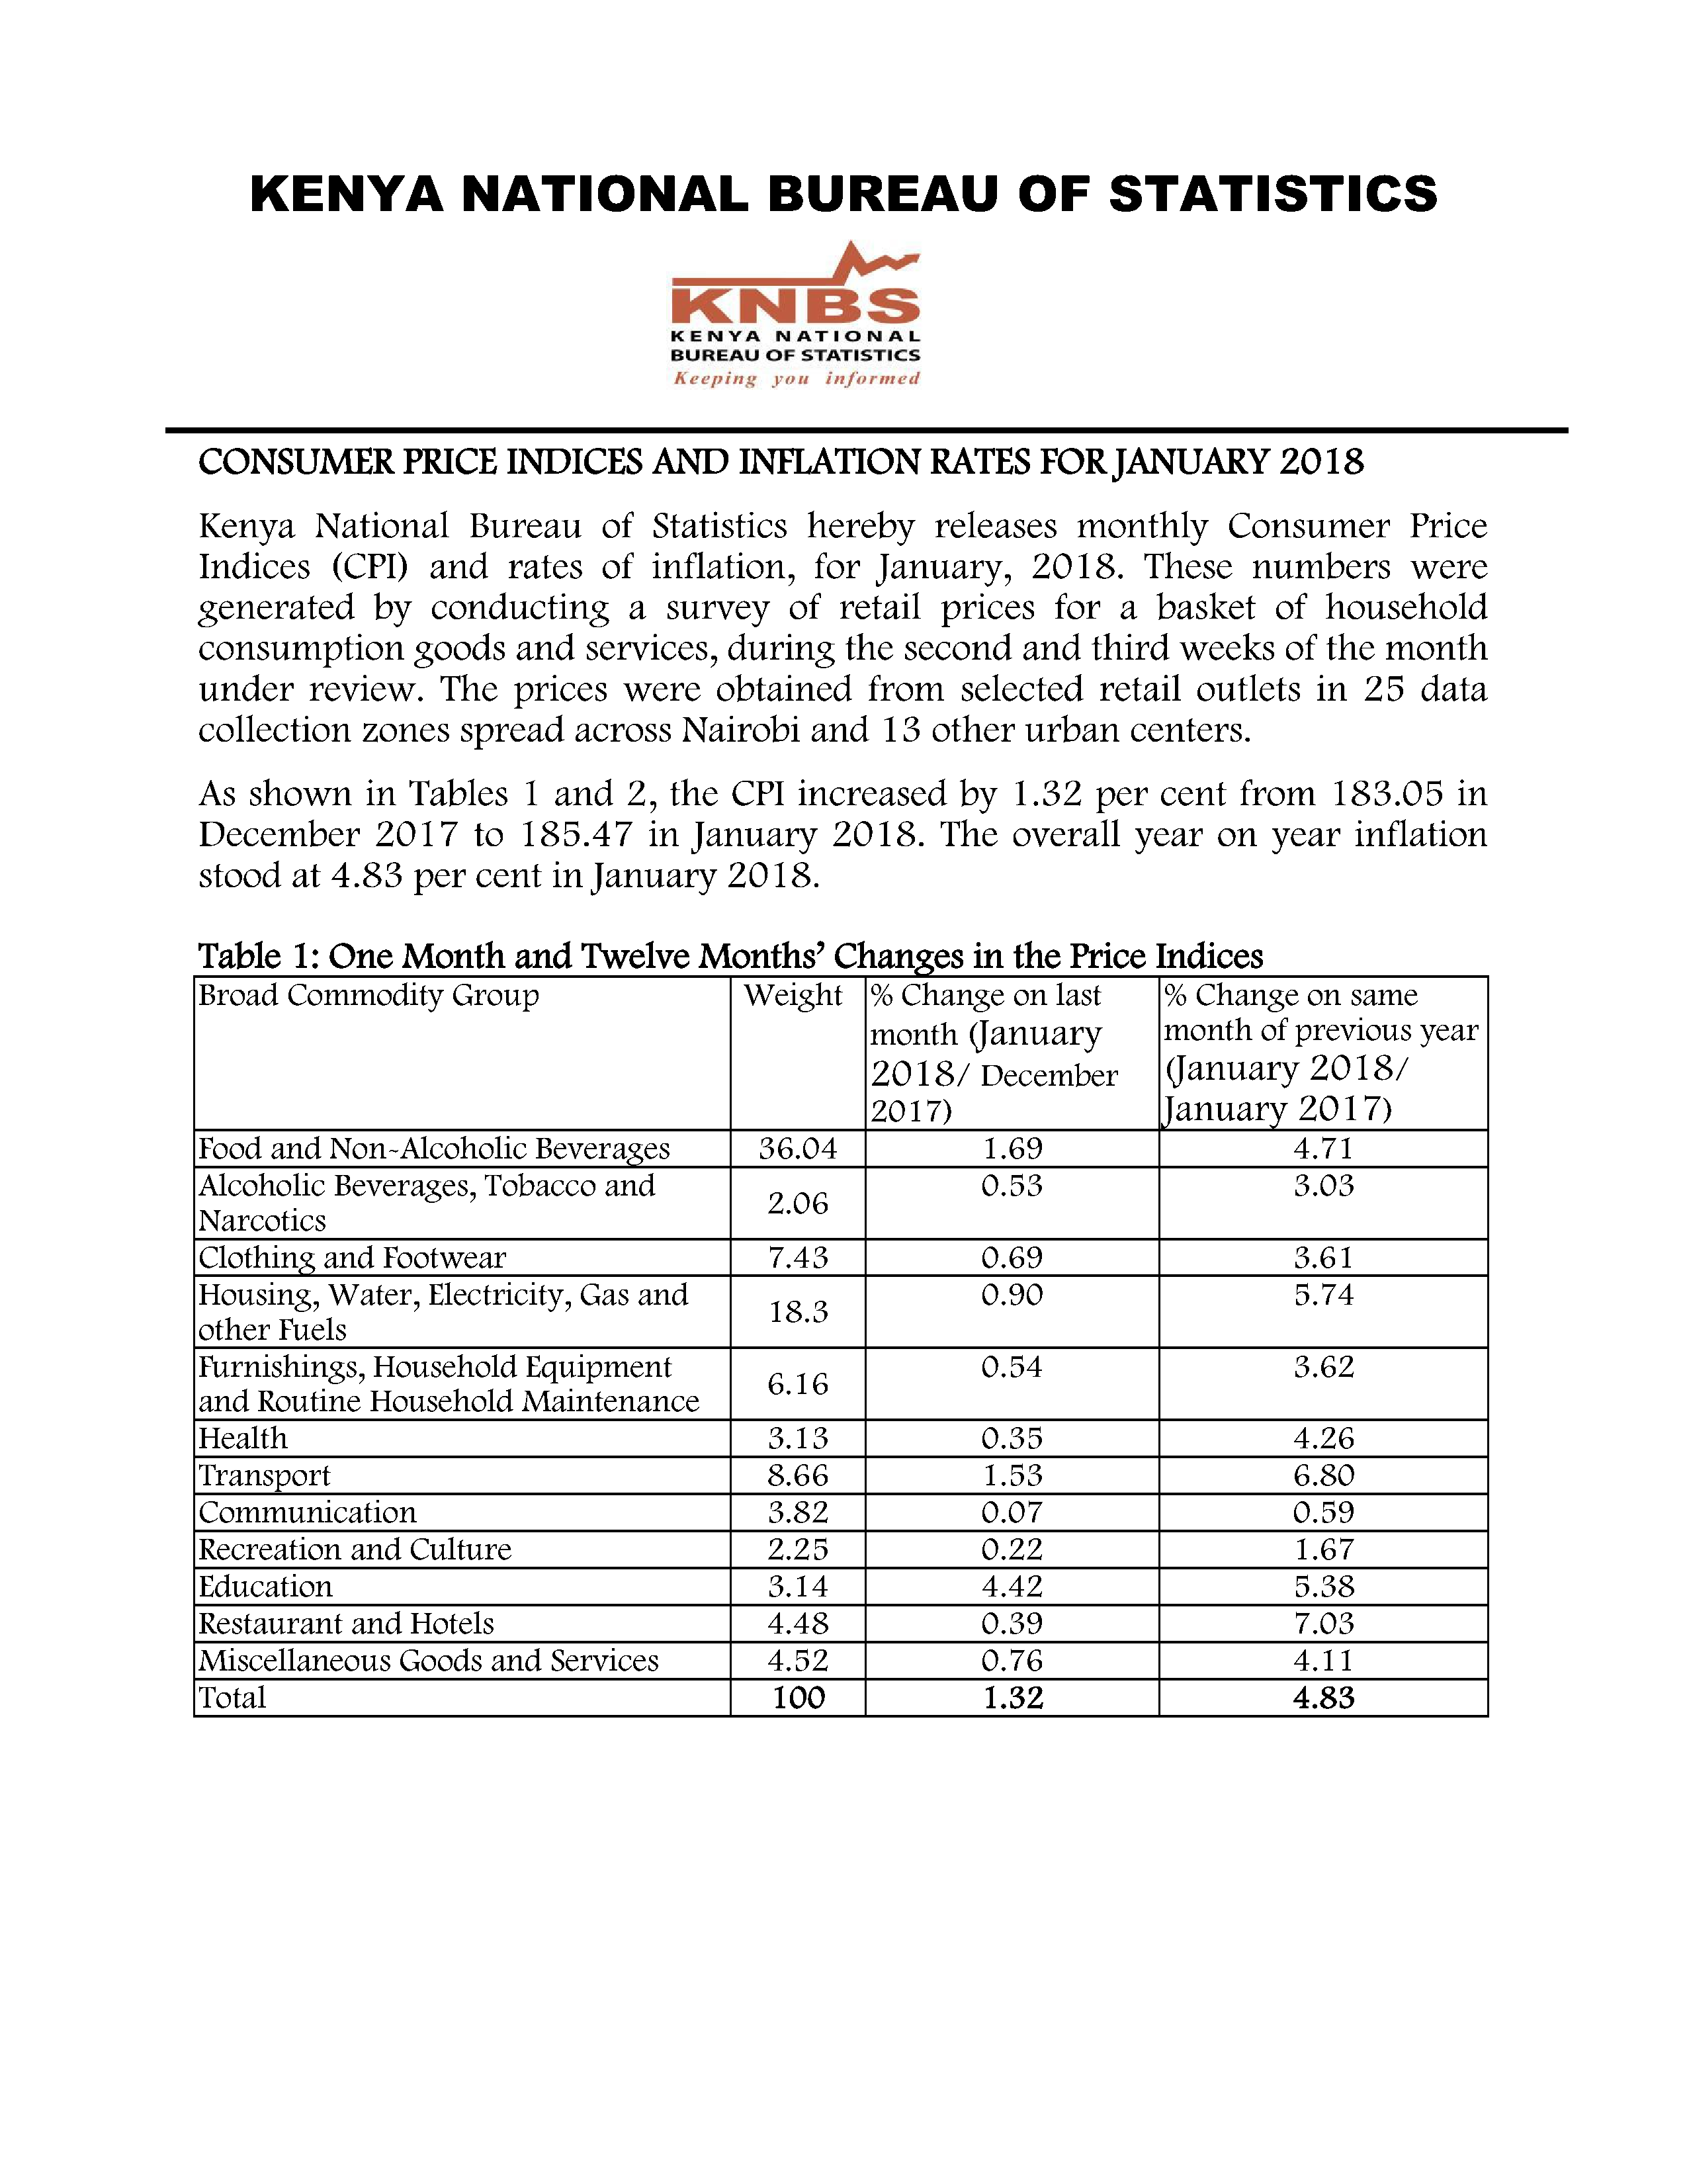 KENYA NATIONAL BUREAU OF STATISTICS
KNBS
KENYA NATIONAL
BUREAU OF STATISTICS
Keeping you informed
CONSUMER PRICE INDICES AND INFLATION RATES FOR JANUARY 2018
Kenya National Bureau of Statistics hereby releases monthly Consumer Price
Indices (CPI) and rates of inflation, for January, 2018. These numbers were
generated by conducting a survey of retail prices for a basket of household
consumption goods and services, during the second and third weeks of the month
under review. The prices were obtained from selected retail outlets in 25 data
collection zones spread across Nairobi and 13 other urban centers.
As shown in Tables 1 and 2, the CPI increased by 1.32 per cent from 183.05 in
December 2017 to 185.47 in January 2018. The overall year on year inflation
stood at 4.83 per cent in January 2018.
Table 1: One Month and Twelve Months’ Changes in the Price Indices
Broad Commodity Group Weight % Change on last month (January 2018/ December 2017) % Change on same month of previous year (January 2018/ January 2017)
Food and Non-Alcoholic Beverages 36.04 1.69 4.71
Alcoholic Beverages, Tobacco and Narcotics 2.06 0.53 3.03
Clothing and Footwear 7.43 0.69 3.61
Housing, Water, Electricity, Gas and other Fuels 18.3 0.90 5.74
Furnishings, Household Equipment and Routine Household Maintenance 6.16 0.54 3.62
Health 3.13 0.35 4.26
Transport 8.66 1.53 6.80
Communication 3.82 0.07 0.59
Recreation and Culture 2.25 0.22 1.67
Education 3.14 4.42 5.38
Restaurant and Hotels 4.48 0.39 7.03
Miscellaneous Goods and Services 4.52 0.76 4.11
Total 100 1.32 4.83